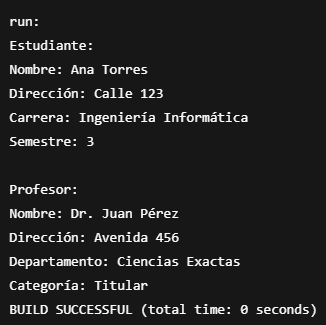 run:
Estudiante:
Nombre: Ana Torres
Dirección: Calle 123
Carrera: Ingeniería Informática
Semestre: 3

Profesor:
Nombre: Dr. Juan Pérez
Dirección: Avenida 456
Departamento: Ciencias Exactas
Categoría: Titular
BUILD SUCCESSFUL (total time: 0 seconds)